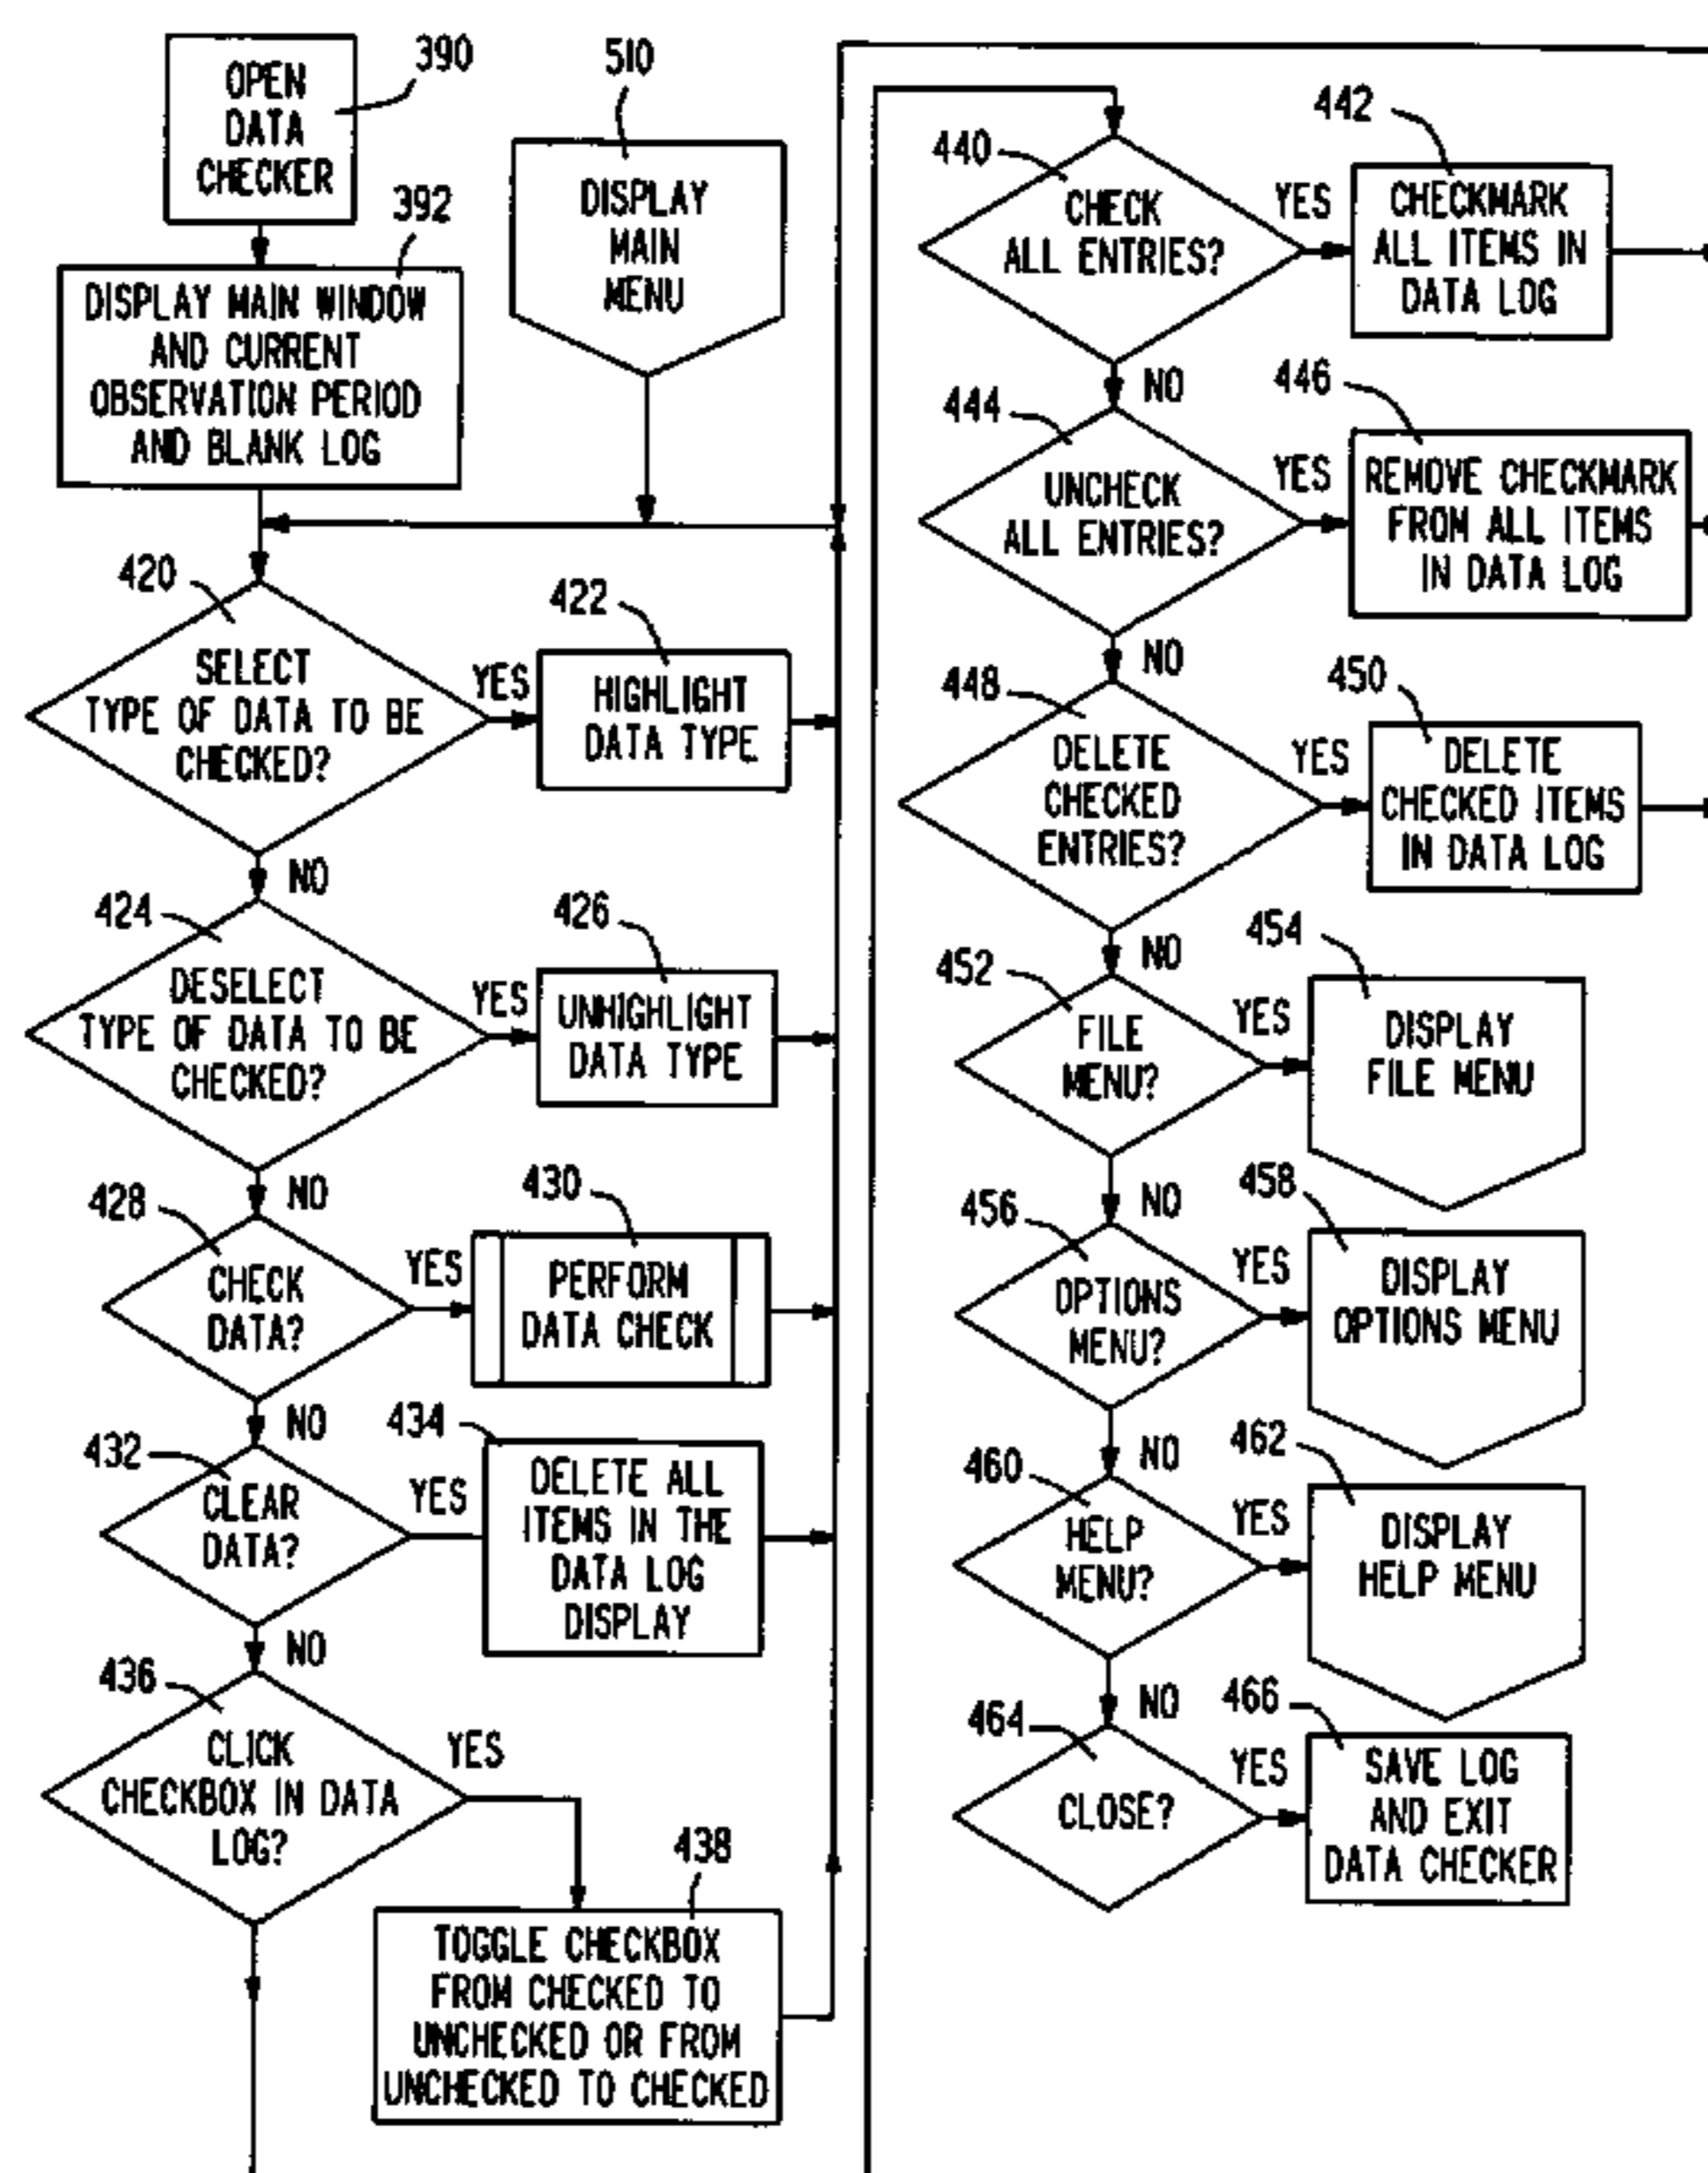 390
OPEN
DATA
CHECKER
392
DISPLAY MAIN WINDOW
AND CURRENT
OBSERVATION PERIOD
AND BLANK LOG
510
DISPLAY
MAIN
MENU
420
SELECT
TYPE OF DATA TO BE
CHECKED?
YES
422
HIGHLIGHT
DATA TYPE
NO
424
DESELECT
TYPE OF DATA TO BE
CHECKED?
YES
426
UNHIGHLIGHT
DATA TYPE
NO
428
CHECK
DATA?
YES
430
PERFORM
DATA CHECK
NO
432
CLEAR
DATA?
YES
434
DELETE ALL
ITEMS IN THE
DATA LOG
DISPLAY
NO
436
CLICK
CHECKBOX IN DATA
LOG?
YES
438
TOGGLE CHECKBOX
FROM CHECKED TO
UNCHECKED OR FROM
UNCHECKED TO CHECKED
440
CHECK
ALL ENTRIES?
YES
442
CHECKMARK
ALL ITEMS IN
DATA LOG
NO
444
UNCHECK
ALL ENTRIES?
YES
446
REMOVE CHECKMARK
FROM ALL ITEMS
IN DATA LOG
NO
448
DELETE
CHECKED
ENTRIES?
YES
450
DELETE
CHECKED ITEMS
IN DATA LOG
NO
452
FILE
MENU?
YES
454
DISPLAY
FILE MENU
NO
456
OPTIONS
MENU?
YES
458
DISPLAY
OPTIONS MENU
NO
460
HELP
MENU?
YES
462
DISPLAY
HELP MENU
NO
464
CLOSE?
YES
466
SAVE LOG
AND EXIT
DATA CHECKER